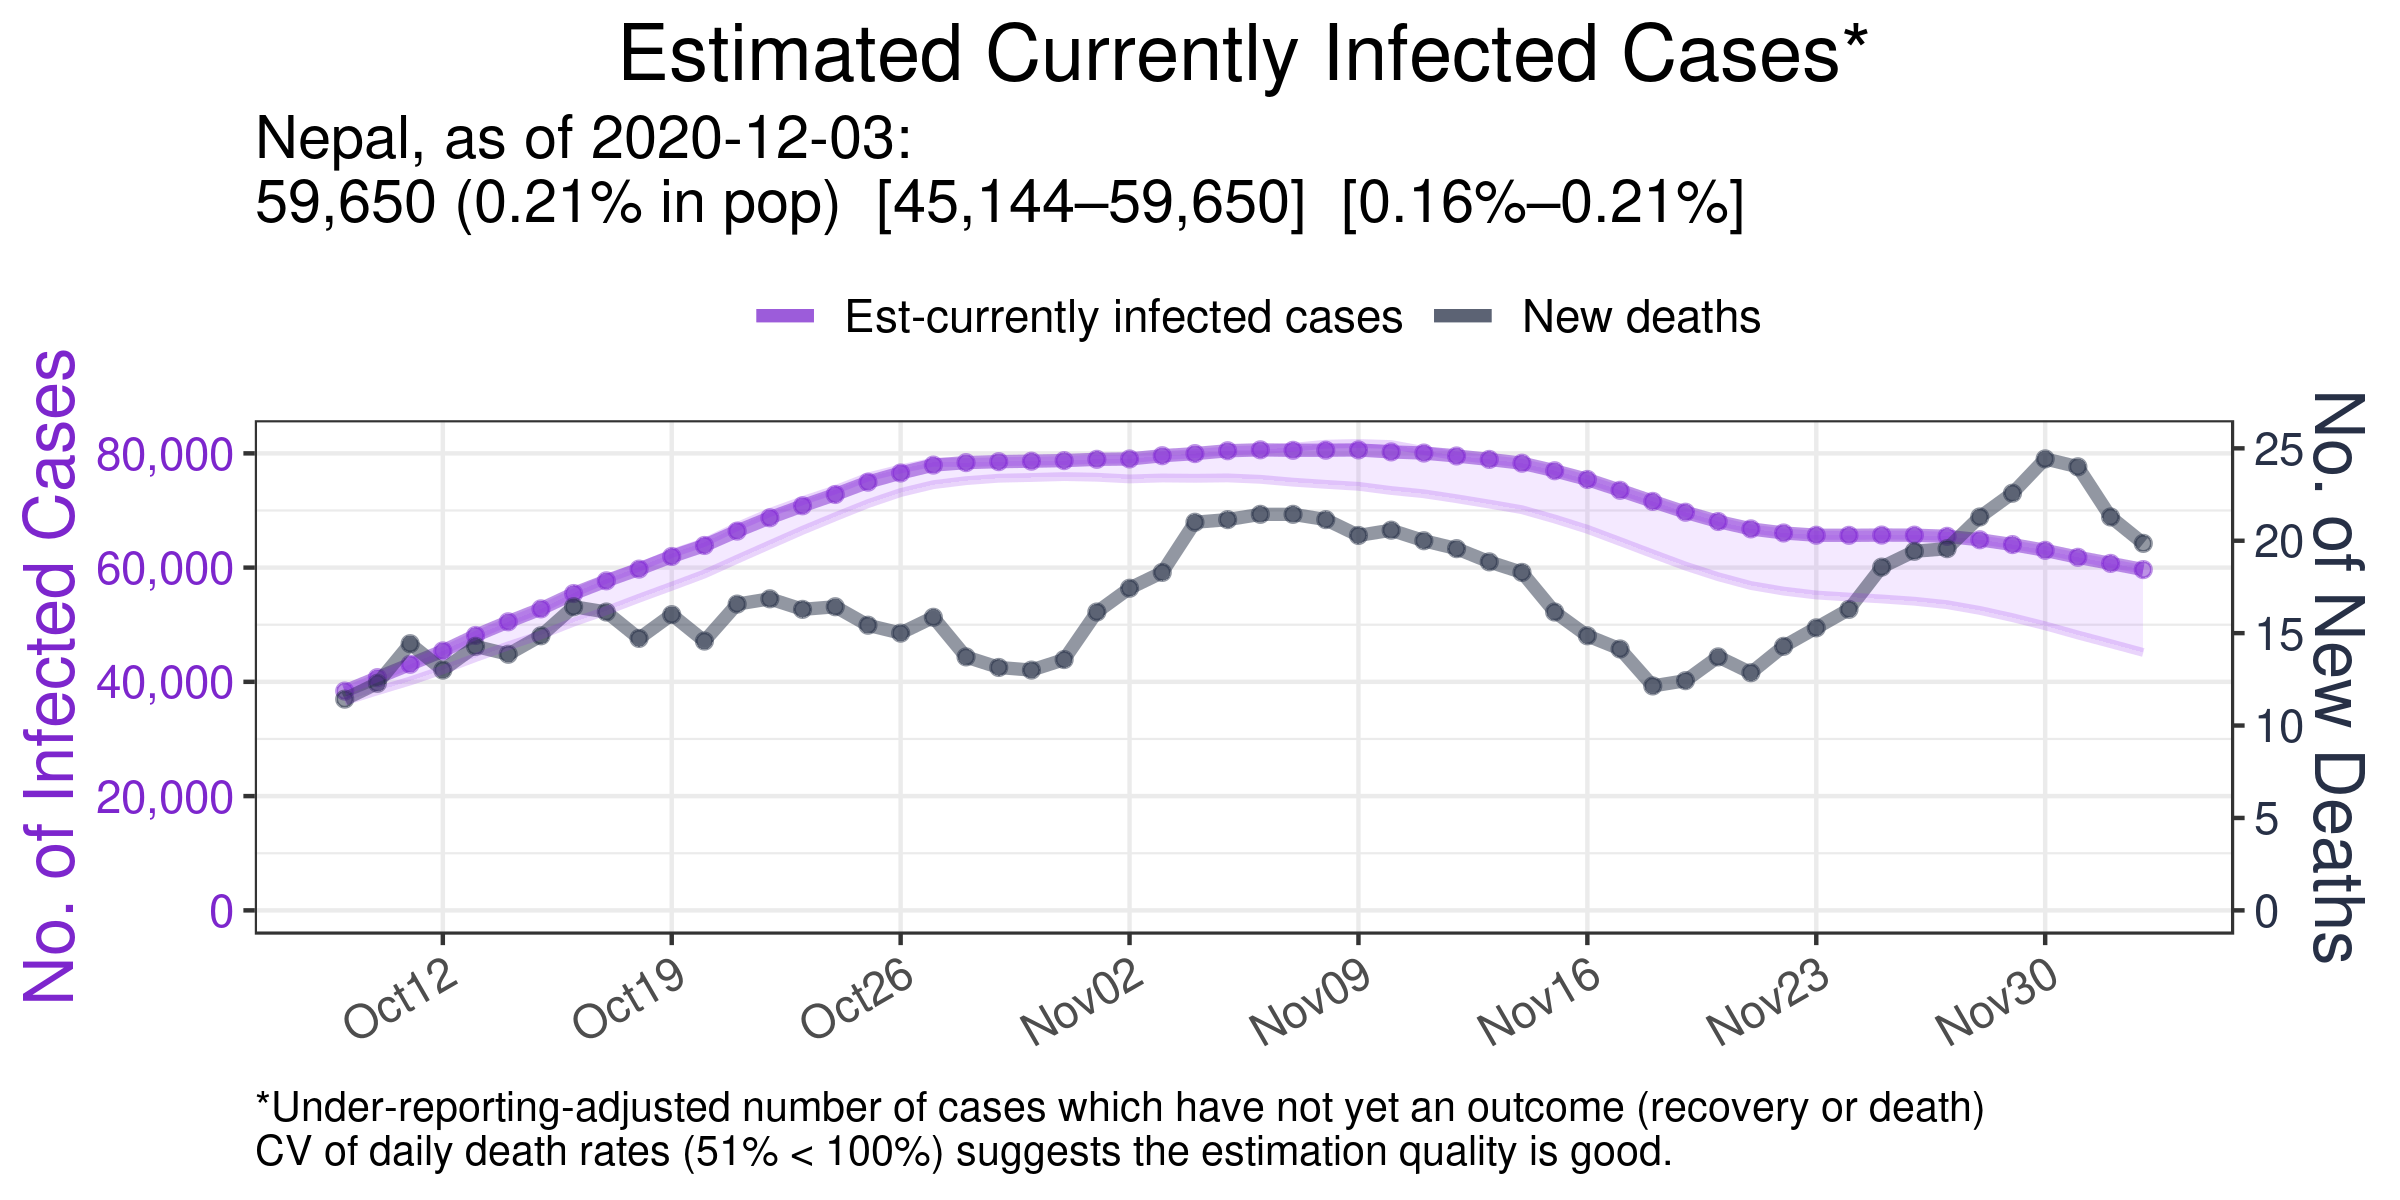 Estimated Currently Infected Cases*
Nepal, as of 2020-12-03:
59,650 (0.21% in pop)  [45,144–59,650]  [0.16%–0.21%]
Est-currently infected cases
New deaths
No. of Infected Cases
80,000
60,000
40,000
20,000
0
25
20
15
10
5
0
No. of New Deaths
Oct12
Oct19
Oct26
Nov02
Nov09
Nov16
Nov23
Nov30
*Under-reporting-adjusted number of cases which have not yet an outcome (recovery or death)
CV of daily death rates (51% < 100%) suggests the estimation quality is good.